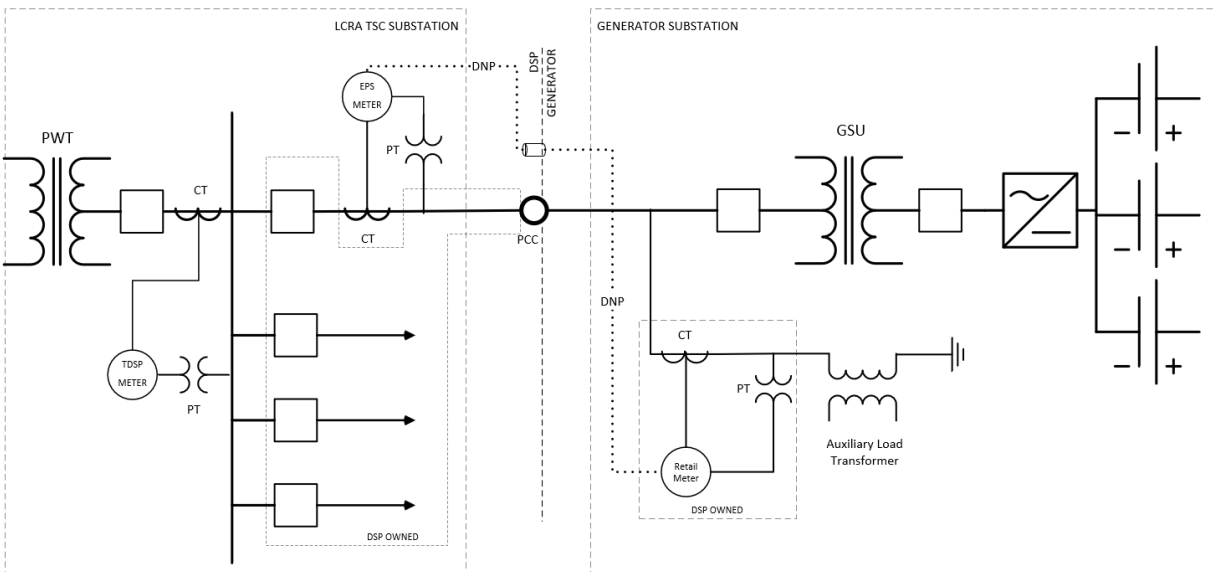 LCRA TSC SUBSTATION
GENERATOR SUBSTATION
DSP
GENERATOR
DNP
EPS
METER
PT
PWT
CT
CT
PCC
GSU
DNP
TDSP
METER
PT
CT
PT
Retail
Meter
Auxiliary Load
Transformer
DSP OWNED
DSP OWNED